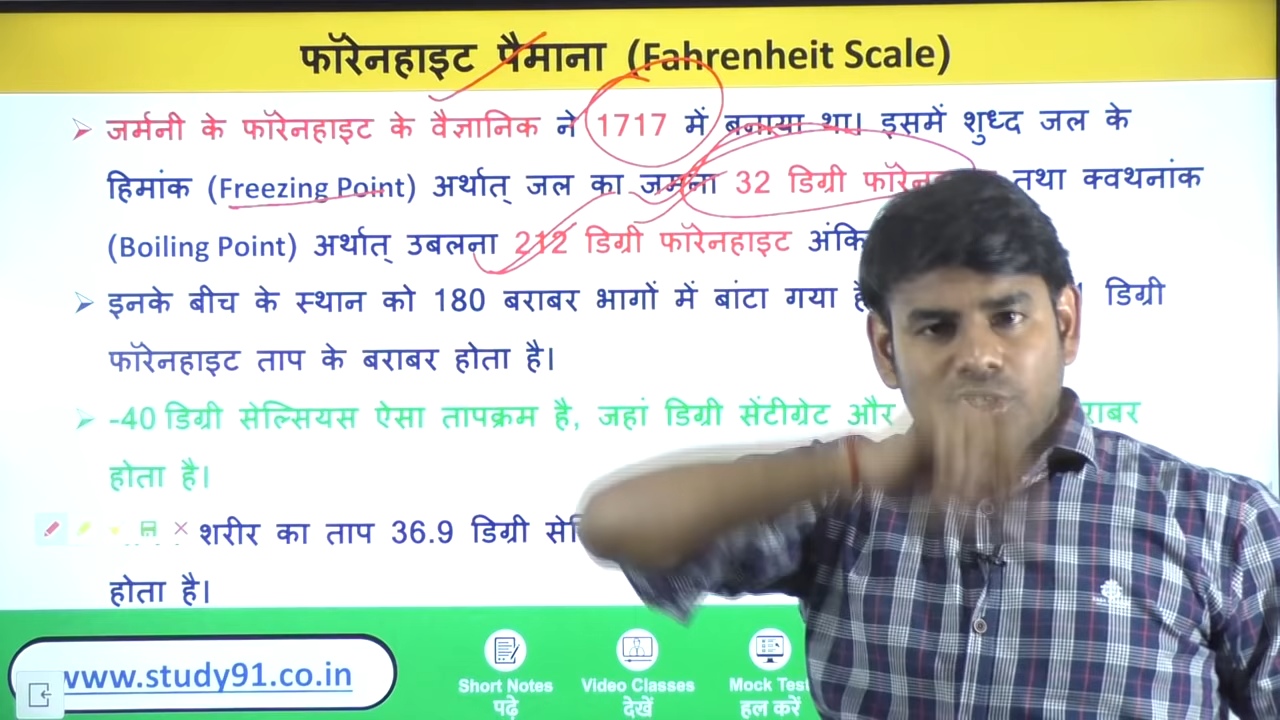 फॉरेनहाइट पैमाना (Fahrenheit Scale)
जर्मनी के फॉरेनहाइट के वैज्ञानिक ने 1717 में बनाया था। इसमें शुध्द जल के
हिमांक (Freezing Point) अर्थात् जल का जमना 32 डिग्री तथा क्वथनांक
(Boiling Point) अर्थात् उबलना 212 डिग्री फॉरेनहाइट
इनके बीच के स्थान को 180 बराबर भागों में बांटा गया डिग्री
फॉरेनहाइट ताप के बराबर होता है।
-40 डिग्री सेल्सियस ऐसा तापक्रम है, जहां डिग्री सेंटीग्रेट और
होता है।
शरीर का ताप 36.9 डिग्री
होता है।
www.study91.co.in
Short Notes
पढ़े
Video Classes
देखें
Mock Test
हल करें